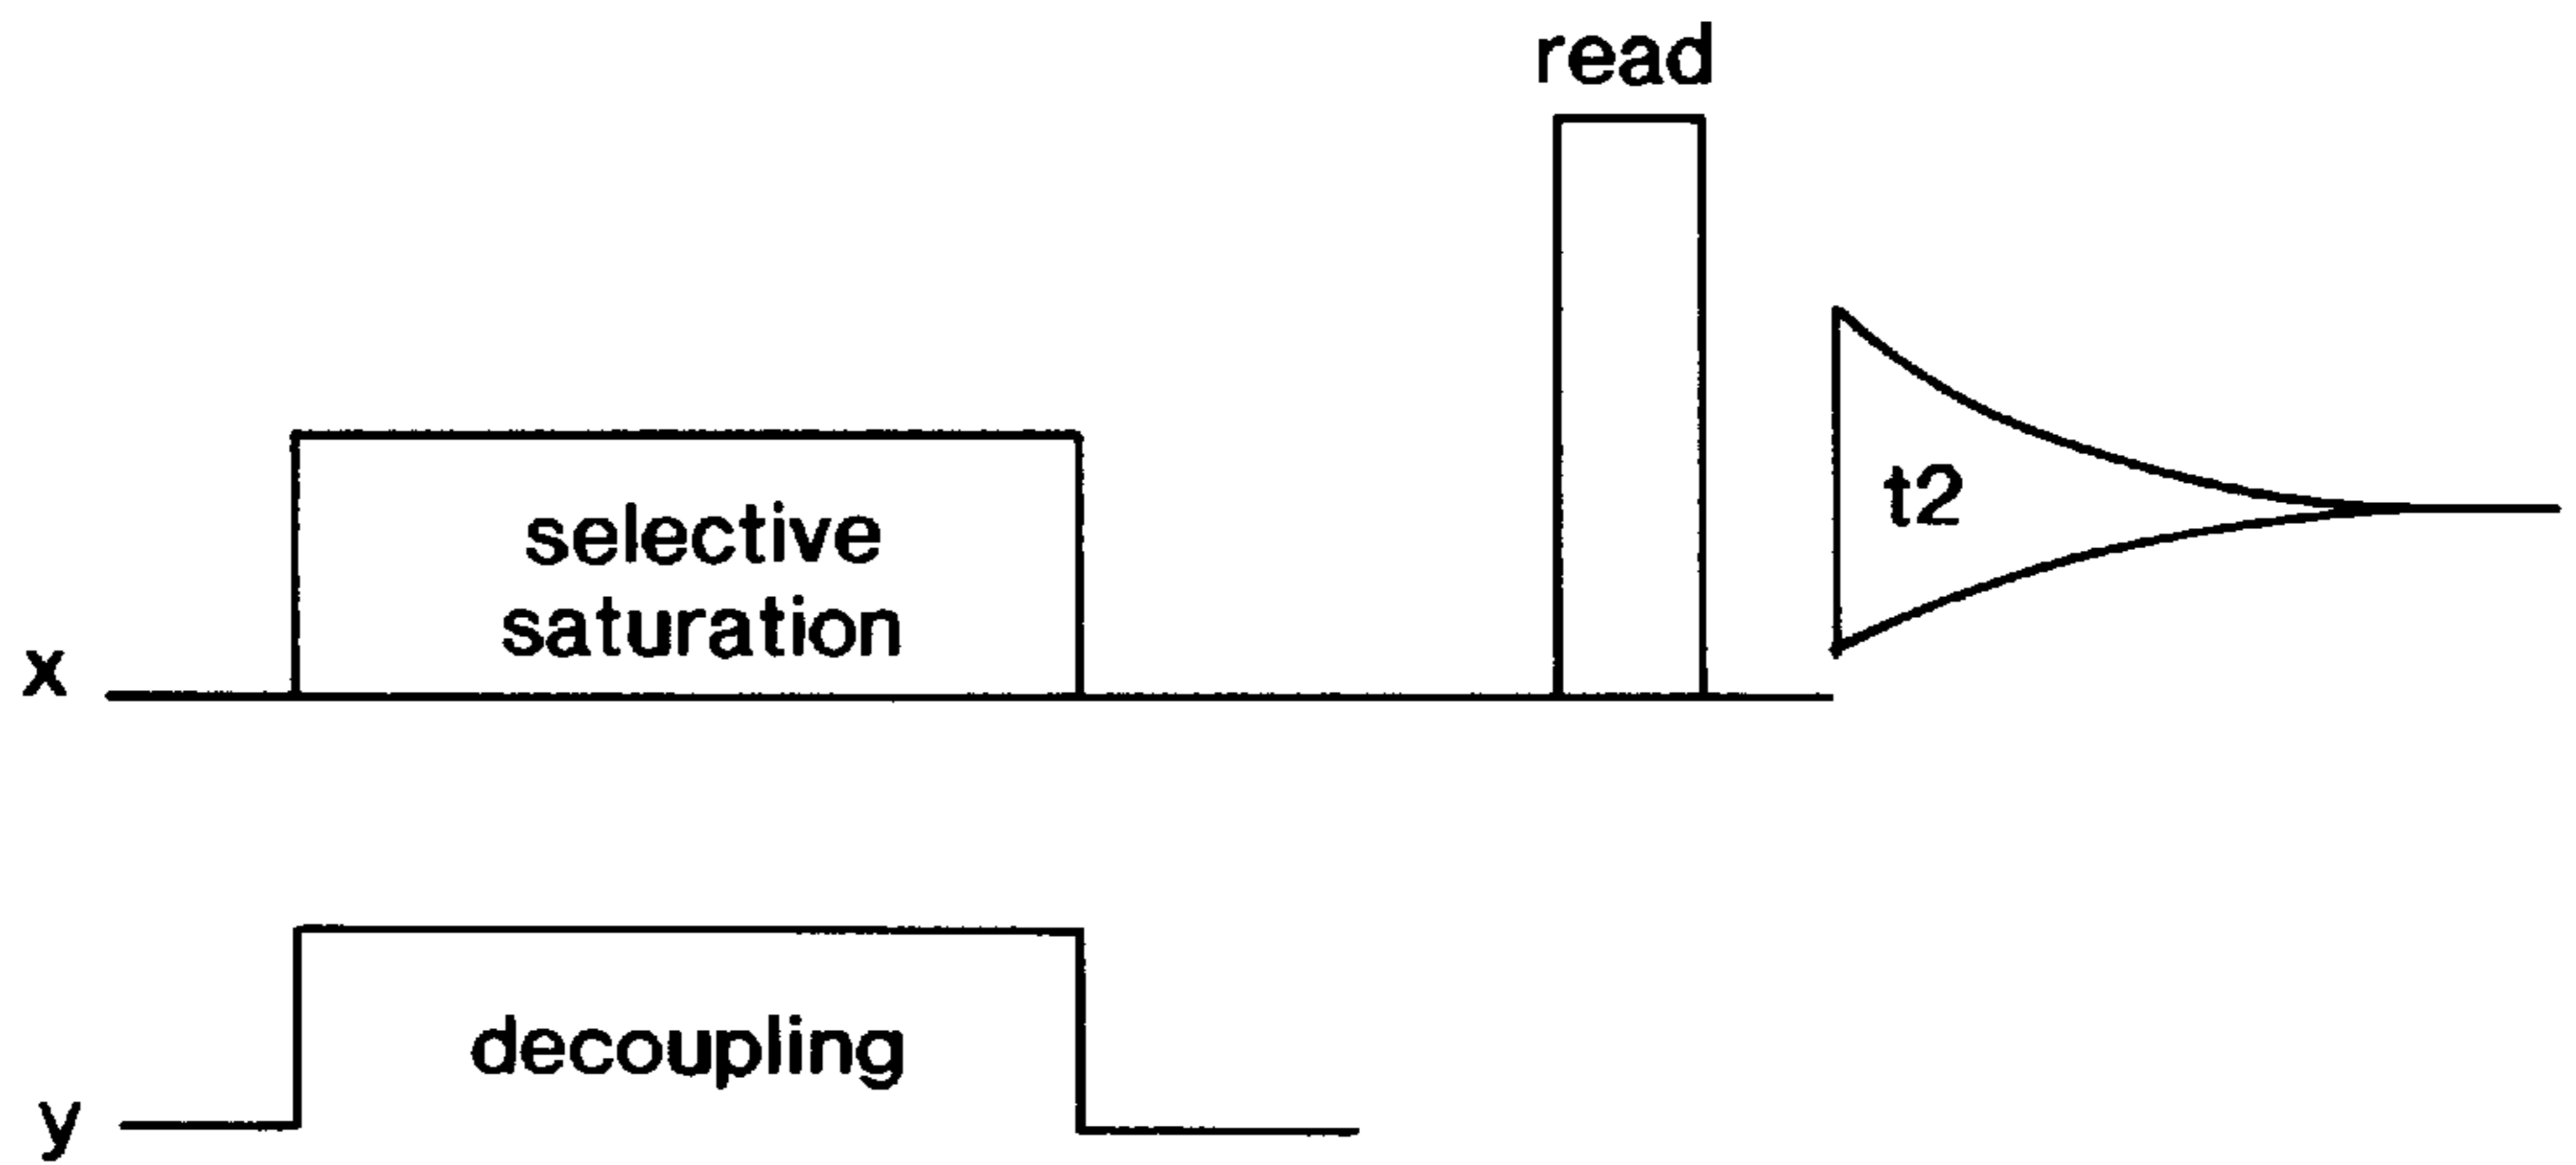 read
selective
saturation
t2
x
decoupling
y